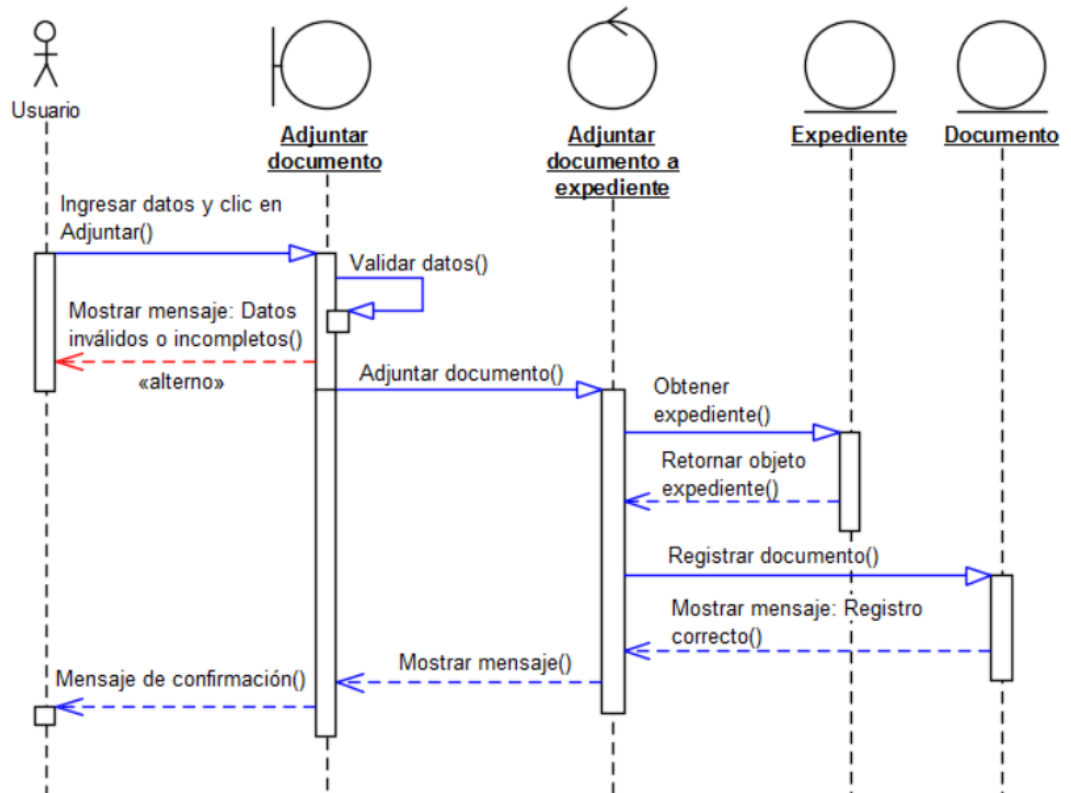 Usuario
Adjuntar
documento
Adjuntar
documento a
expediente
Expediente
Documento
Ingresar datos y clic en
Adjuntar()
Validar datos()
Mostrar mensaje: Datos
inválidos o incompletos()
«alterno»
Adjuntar documento()
Obtener
expediente()
Retornar objeto
expediente()
Registrar documento()
Mostrar mensaje: Registro
correcto()
Mostrar mensaje()
Mensaje de confirmación()